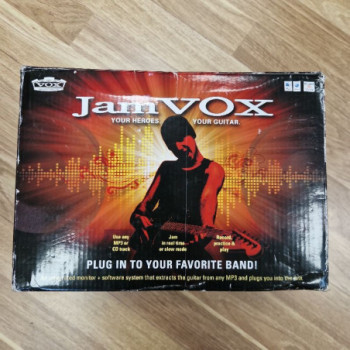 VOX
JamVOX
YOUR HEROES. YOUR GUITAR.
Use any
MP3 or
CD track
Jam
in real time
or slow mode
Record,
practice &
play
PLUG IN TO YOUR FAVORITE BAND!
monitor + software system that extracts the guitar from any MP3 and plugs you into the